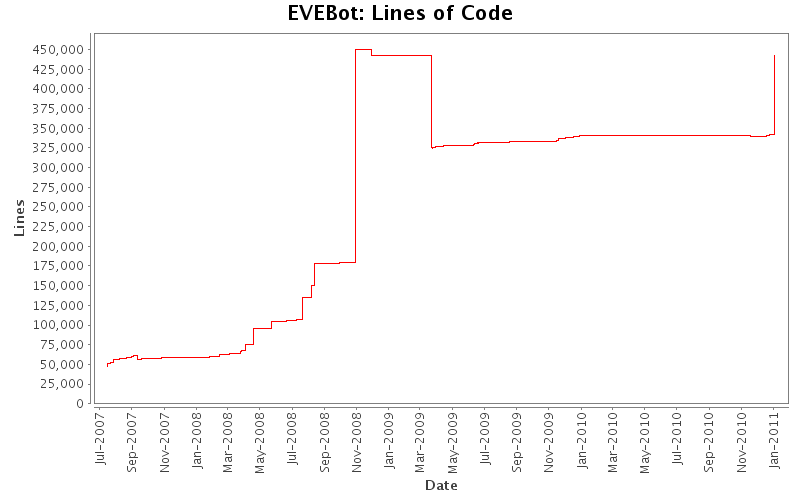 EVEBot: Lines of Code
Lines
450,000
425,000
400,000
375,000
350,000
325,000
300,000
275,000
250,000
225,000
200,000
175,000
150,000
125,000
100,000
75,000
50,000
25,000
0
Jul-2007
Sep-2007
Nov-2007
Jan-2008
Mar-2008
May-2008
Jul-2008
Sep-2008
Nov-2008
Jan-2009
Mar-2009
May-2009
Jul-2009
Sep-2009
Nov-2009
Jan-2010
Mar-2010
May-2010
Jul-2010
Sep-2010
Nov-2010
Jan-2011
Date